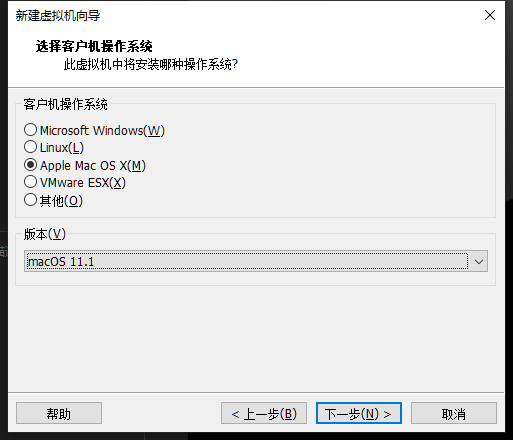 新建虚拟机向导
选择客户机操作系统
此虚拟机中将安装哪种操作系统?
客户机操作系统
Microsoft Windows(W)
Linux(L)
Apple Mac OS X(M)
VMware ESX(X)
其他(O)
版本(V)
macOS 11.1
帮助
< 上一步(B)
下一步(N) >
取消